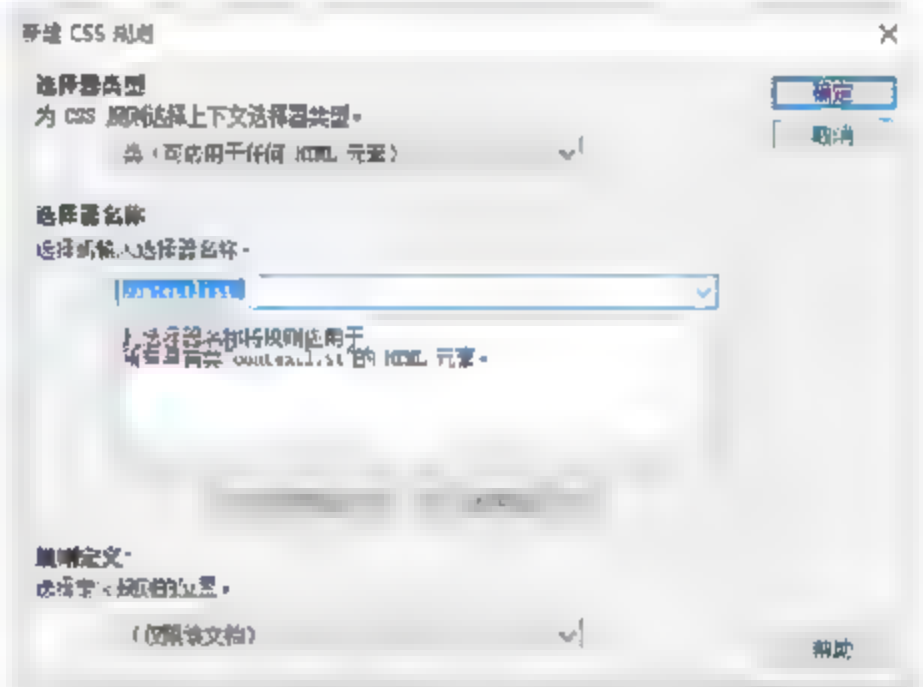 新建 CSS 规则
选择器类型
为 CSS 规则选择上下文选择器类型。
类（可应用于任何 HTML 元素）
确定
取消
选择器名称
选择或输入选择器名称。
此选择器名称将规则应用于
所有具有类 的 HTML 元素。
规则定义：
选择定义规则的位置。
（仅限该文档）
帮助